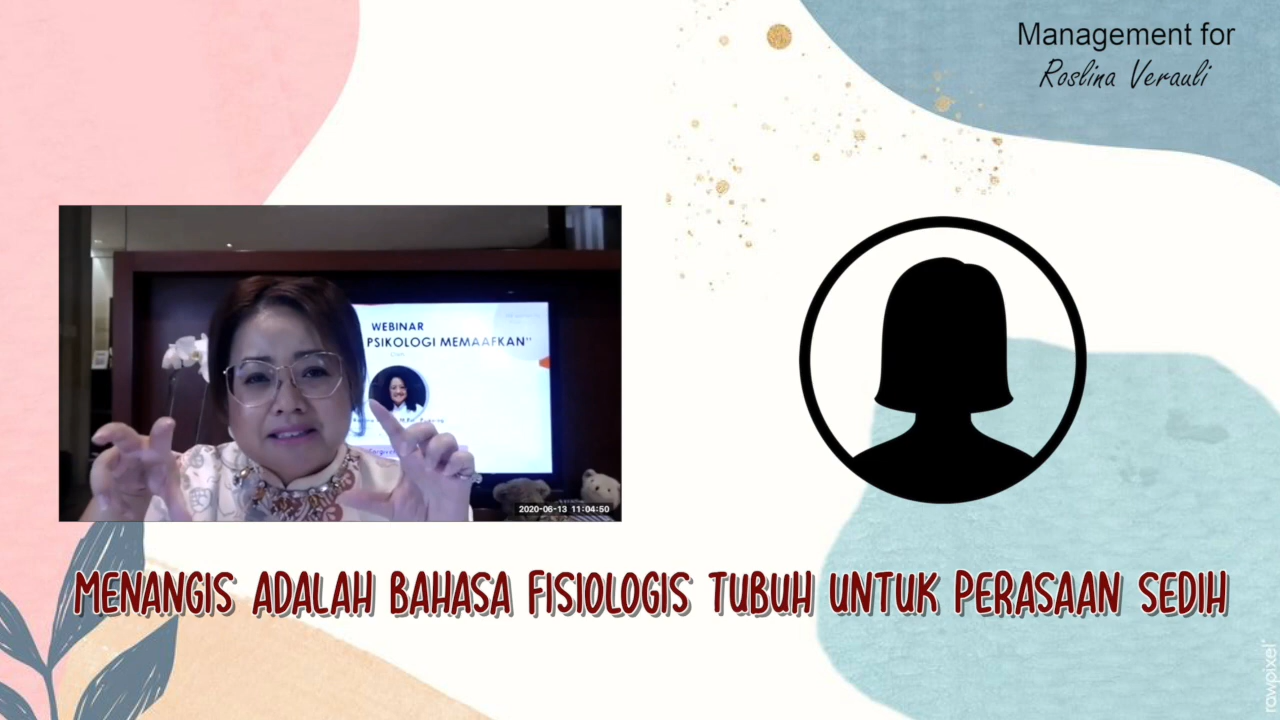 Management for
Roslina Verauli
WEBINAR
PSIKOLOGI MEMAAFKAN"
2020-06-13 11:04:50
MENANGIS ADALAH BAHASA FISIOLOGIS TUBUH UNTUK PERASAAN SEDIH
rawpixel